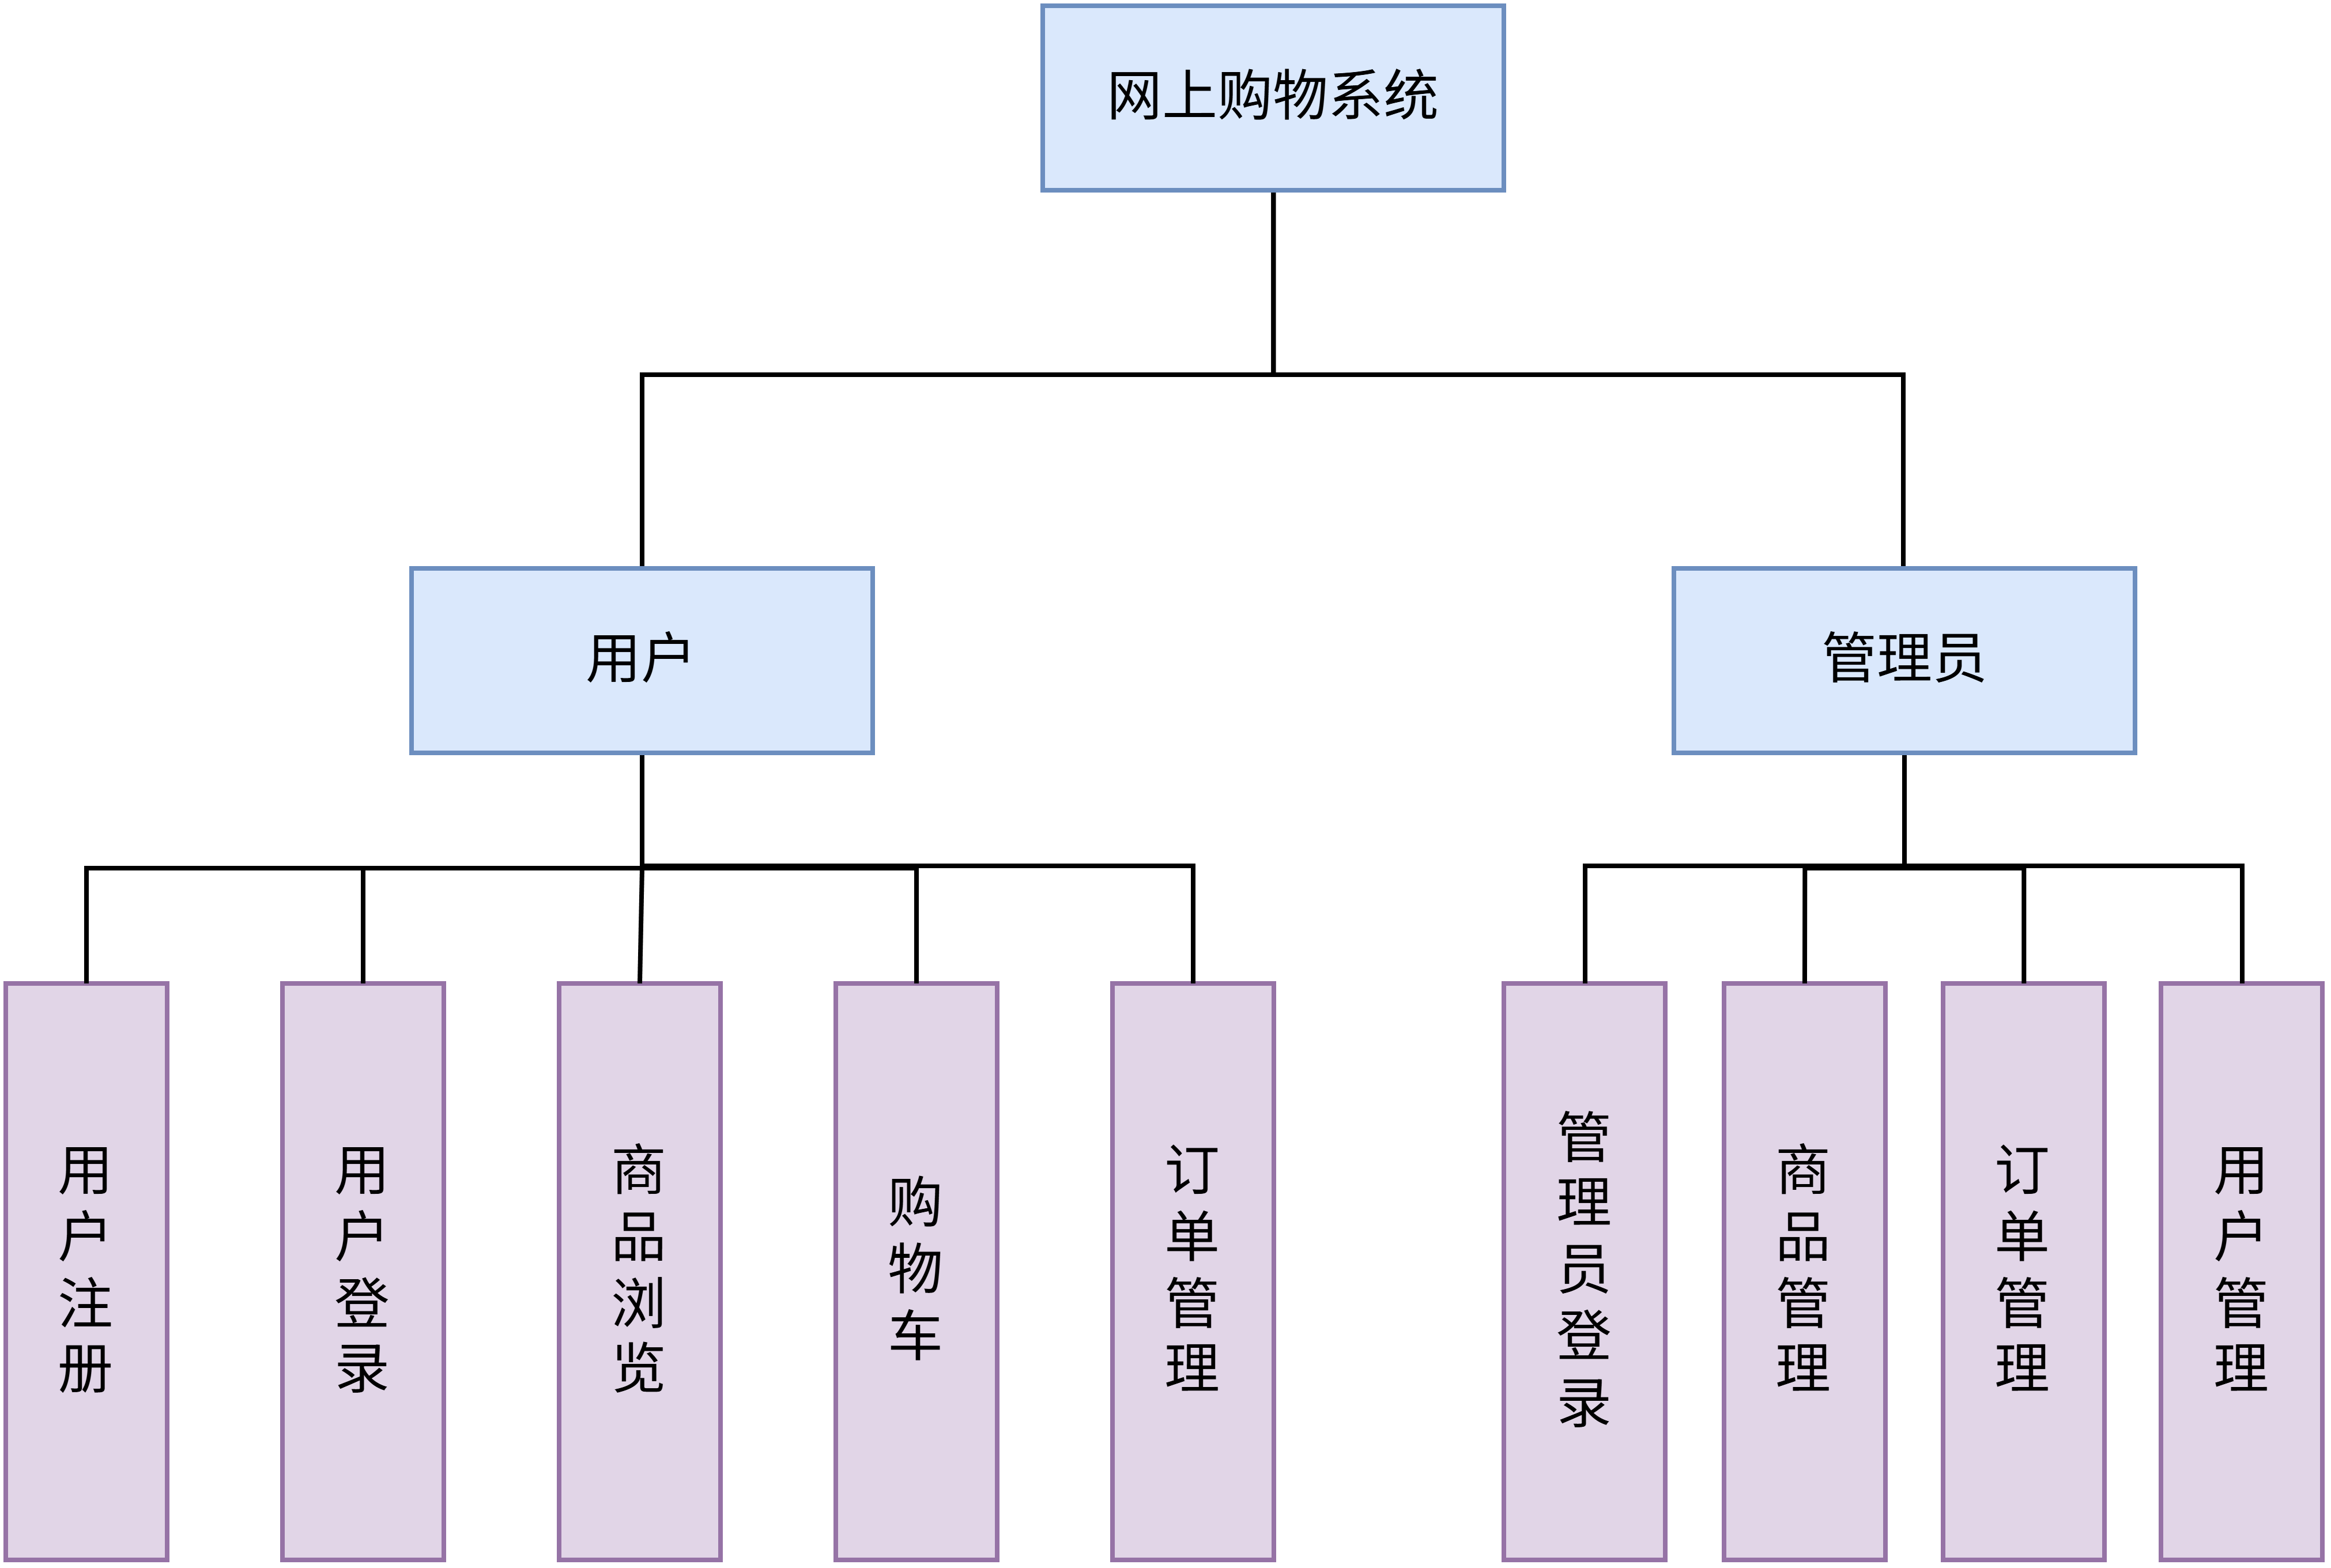 网上购物系统
用户
管理员
用户注册
用户登录
商品浏览
购物车
订单管理
管理员登录
商品管理
订单管理
用户管理